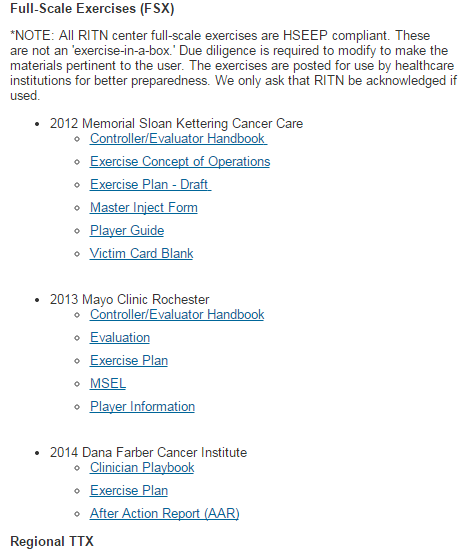 Full-Scale Exercises (FSX)
*NOTE: All RITN center full-scale exercises are HSEEP compliant. These
are not an 'exercise-in-a-box.' Due diligence is required to modify to make the
materials pertinent to the user. The exercises are posted for use by healthcare
institutions for better preparedness. We only ask that RITN be acknowledged if
used.
2012 Memorial Sloan Kettering Cancer Care
Controller/Evaluator Handbook
Exercise Concept of Operations
Exercise Plan - Draft
Master Inject Form
Player Guide
Victim Card Blank
2013 Mayo Clinic Rochester
Controller/Evaluator Handbook
Evaluation
Exercise Plan
MSEL
Player Information
2014 Dana Farber Cancer Institute
Clinician Playbook
Exercise Plan
After Action Report (AAR)
Regional TTX